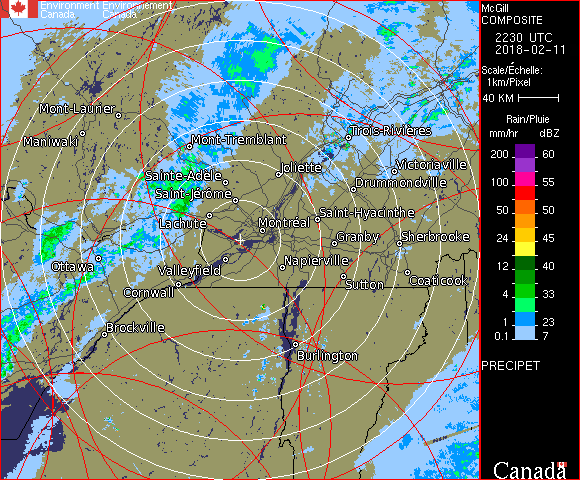 Environment Environnement
Canada Canada
McGill
COMPOSITE
2230 UTC
2018-02-11
Scale/Échelle:
1km/Pixel
40 KM
Rain/Pluie
mm/hr dBZ
200 60
100 55
50 50
24 45
12 40
4 33
1 23
0.1 7
PRECIPET
Canada
Mont-Laurier
Maniwaki
Mont-Tremblant
Trois-Rivières
Joliette
Victoriaville
Sainte-Adèle
Drummondville
Saint-Jérôme
Lachute
Saint-Hyacinthe
Montréal
Granby
Sherbrooke
Ottawa
Valleyfield
Napierville
Cornwall
Sutton
Coaticook
Brockville
Burlington